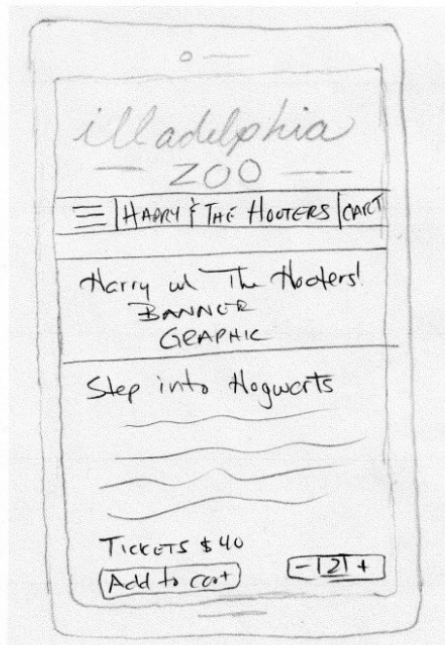 illadelphia
— ZOO —
HARRY & THE HOOTERS | CART
Harry w/ The Hooters!
BANNER
GRAPHIC
Step into Hogwarts
TICKETS $40
Add to cart
- | 2 | +